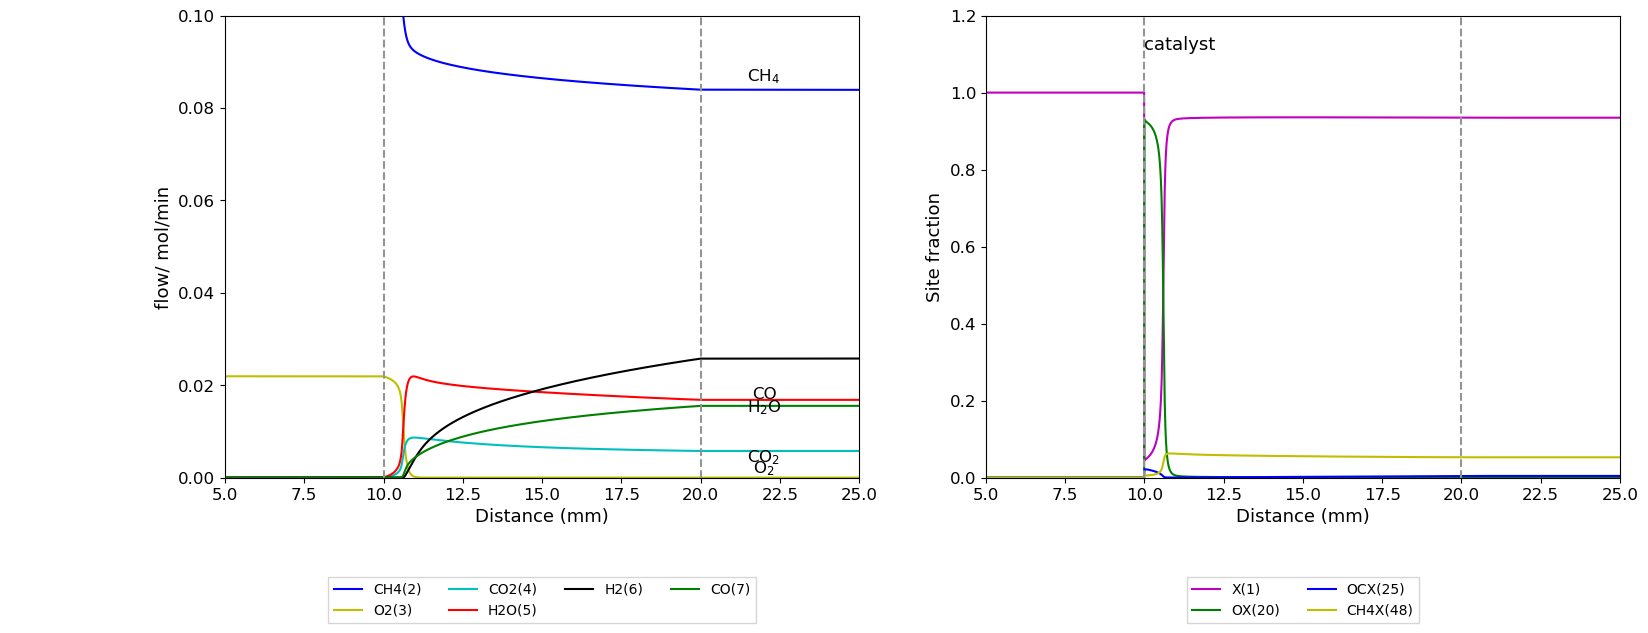 0.10
0.08
0.06
0.04
0.02
0.00
flow/ mol/min
CH₄
CO
H₂O
CO₂
O₂
5.0 7.5 10.0 12.5 15.0 17.5 20.0 22.5 25.0
Distance (mm)
CH4(2) CO2(4) H2(6) CO(7)
O2(3) H2O(5)
1.2
1.0
0.8
0.6
0.4
0.2
0.0
Site fraction
catalyst
5.0 7.5 10.0 12.5 15.0 17.5 20.0 22.5 25.0
Distance (mm)
X(1) OCX(25)
OX(20) CH4X(48)